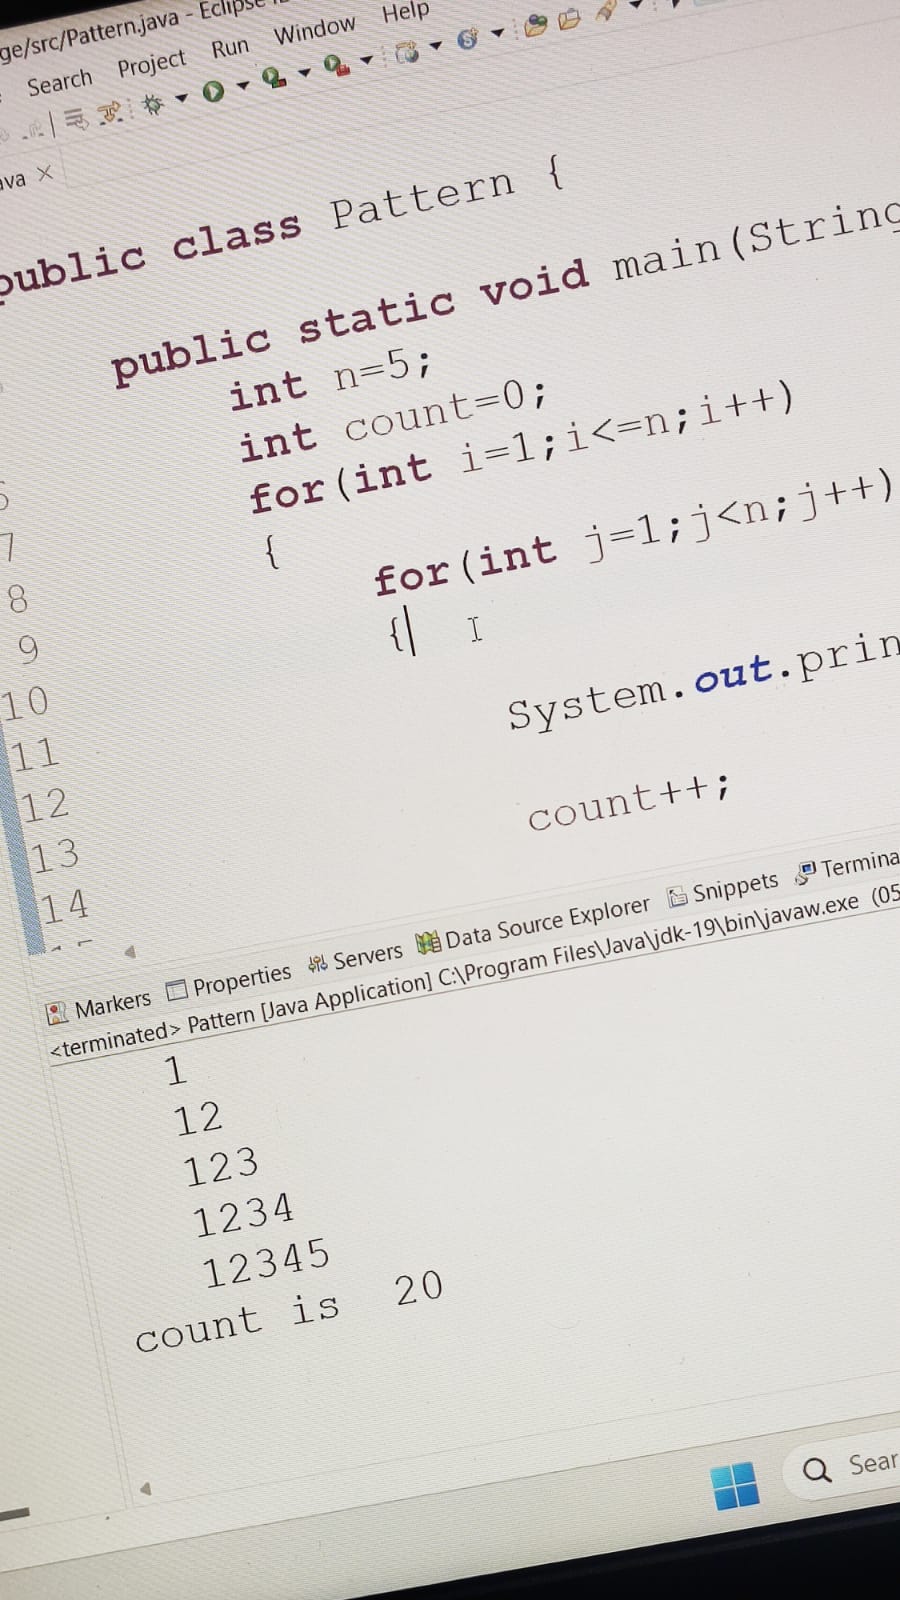 ge/src/Pattern.java - Eclipse
Search Project Run Window Help
ava
public class Pattern {
public static void main(String
int n=5;
int count=0;
for(int i=1;i<=n;i++)
{
for(int j=1;j<n;j++)
{
System.out.prin
count++;
7
8
9
10
11
12
13
14
Markers Properties Servers Data Source Explorer Snippets Termina
<terminated> Pattern [Java Application] C:\Program Files\Java\jdk-19\bin\javaw.exe (05
1
12
123
1234
12345
count is 20
Sear